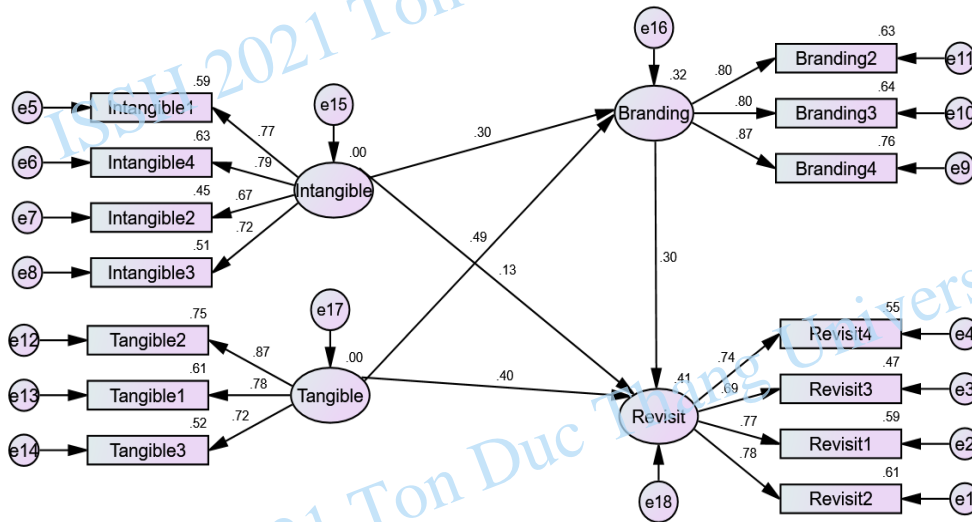 ISSH 2021 Ton
e16
.63
Branding2
e11
.32
.80
.59
e5
Intangible1
e15
Branding
.80
.64
Branding3
e10
.77
.30
.87
.76
.63
e6
Intangible4
.00
Branding4
e9
.79
.45
Intangible
e7
Intangible2
.67
.72
.49
.51
.13
.30
e8
Intangible3
e17
.75
.55
e12
Tangible2
Revisit4
e4
.87
.00
.74
.61
.41
.47
e13
Tangible1
.78
Tangible
.40
.69
Revisit3
e3
.72
.52
Revisit
.77
.59
e14
Tangible3
Revisit1
e2
.78
.61
e18
Revisit2
e1
21 Ton Duc Thang Univers